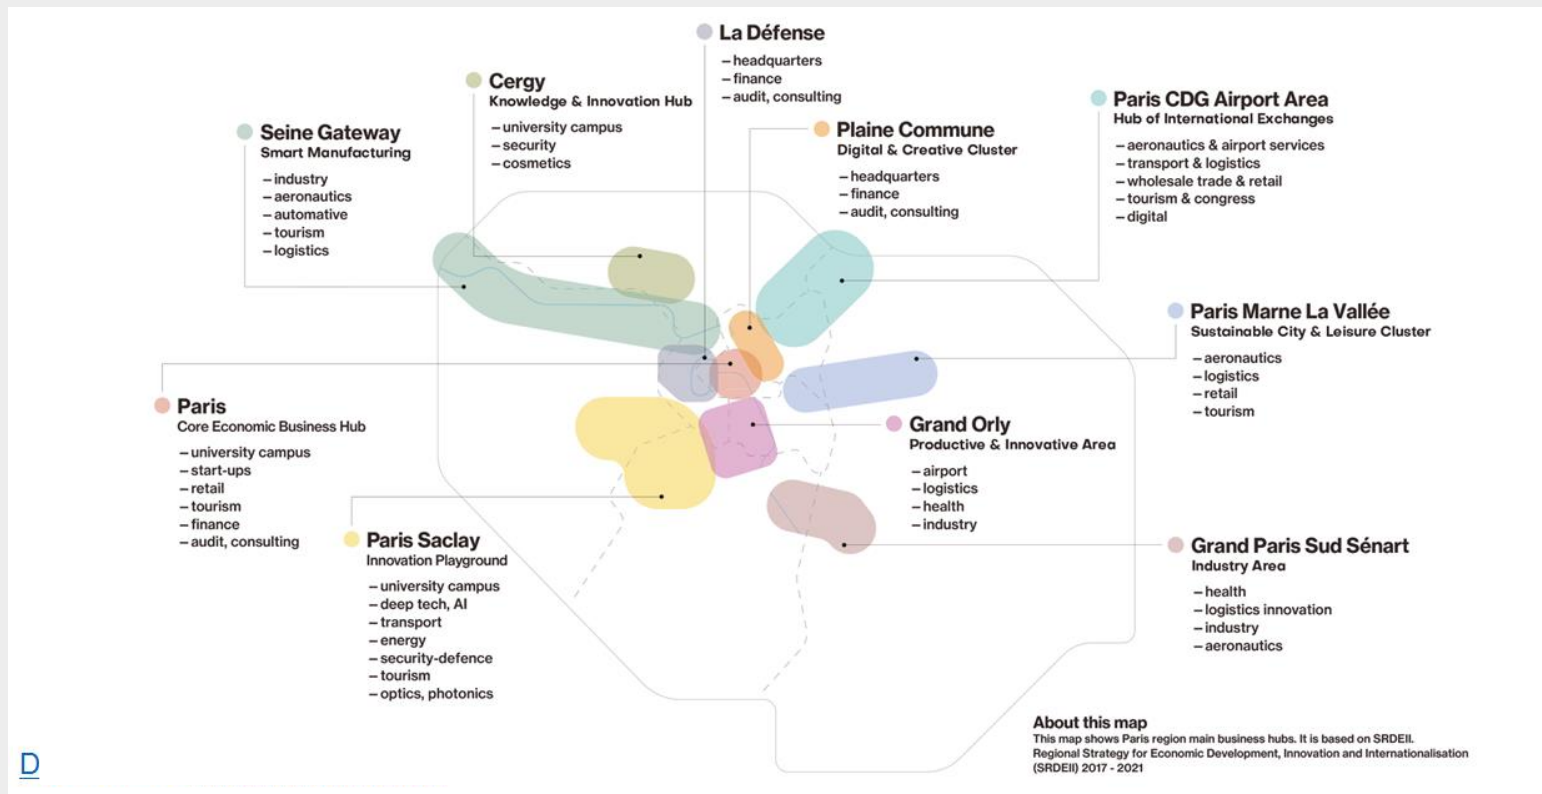 La Défense
– headquarters
– finance
– audit, consulting
Cergy
Knowledge & Innovation Hub
– university campus
– security
– cosmetics
Paris CDG Airport Area
Hub of International Exchanges
– aeronautics & airport services
– transport & logistics
– wholesale trade & retail
– tourism & congress
– digital
Seine Gateway
Smart Manufacturing
– industry
– aeronautics
– automative
– tourism
– logistics
Plaine Commune
Digital & Creative Cluster
– headquarters
– finance
– audit, consulting
Paris Marne La Vallée
Sustainable City & Leisure Cluster
– aeronautics
– logistics
– retail
– tourism
Paris
Core Economic Business Hub
– university campus
– start-ups
– retail
– tourism
– finance
– audit, consulting
Grand Orly
Productive & Innovative Area
– airport
– logistics
– health
– industry
Paris Saclay
Innovation Playground
– university campus
– deep tech, AI
– transport
– energy
– security-defence
– tourism
– optics, photonics
Grand Paris Sud Sénart
Industry Area
– health
– logistics innovation
– industry
– aeronautics
About this map
This map shows Paris region main business hubs. It is based on SRDEII.
Regional Strategy for Economic Development, Innovation and Internationalisation
(SRDEII) 2017 - 2021
D